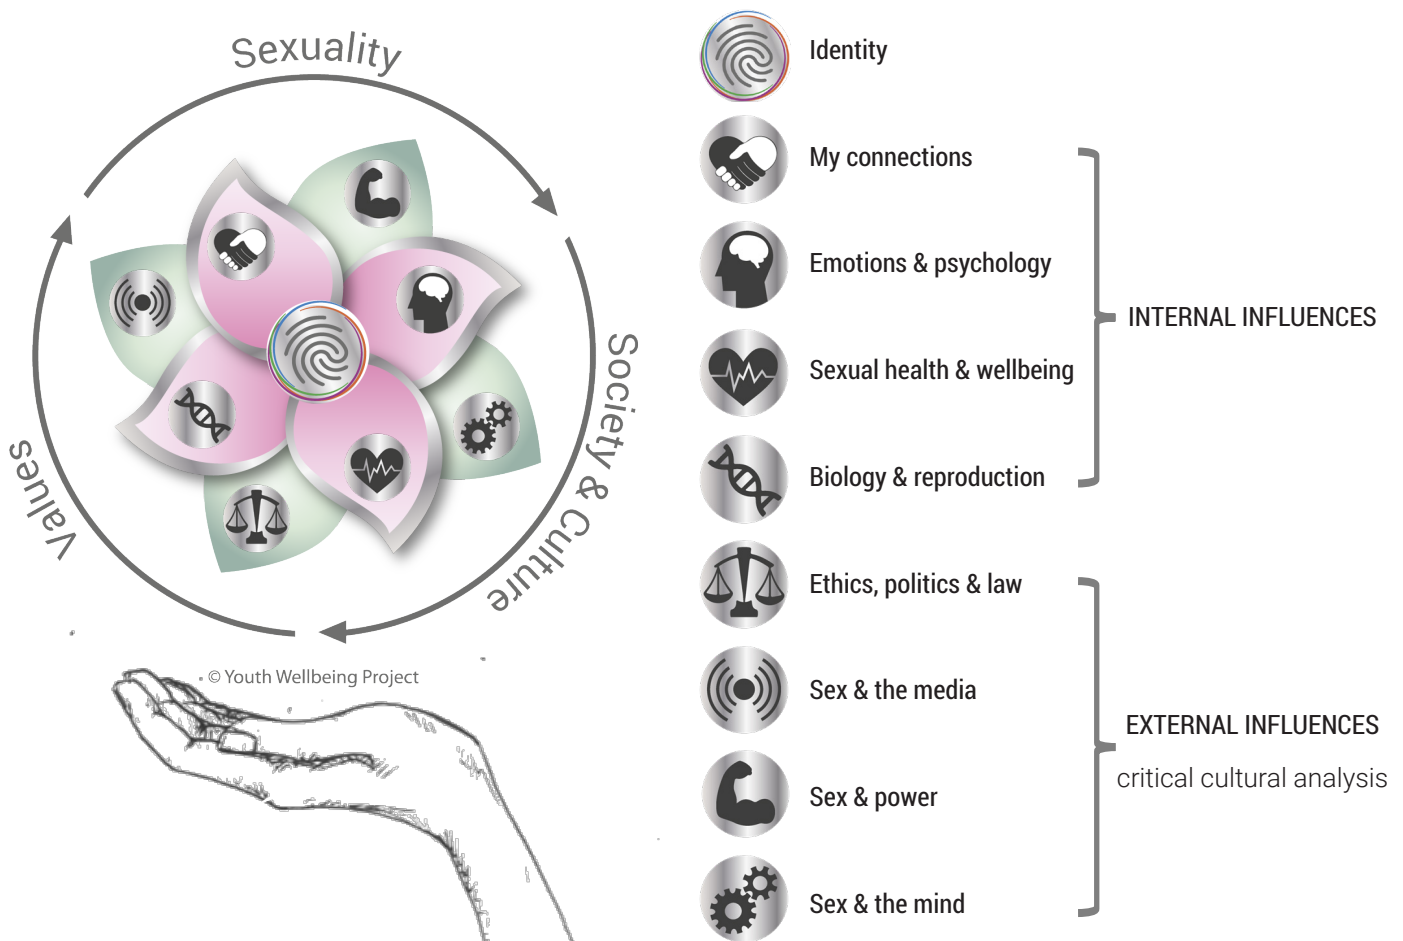 Sexuality
Society & Culture
Values
© Youth Wellbeing Project
Identity
My connections
Emotions & psychology
Sexual health & wellbeing
Biology & reproduction
INTERNAL INFLUENCES
Ethics, politics & law
Sex & the media
Sex & power
Sex & the mind
EXTERNAL INFLUENCES
critical cultural analysis